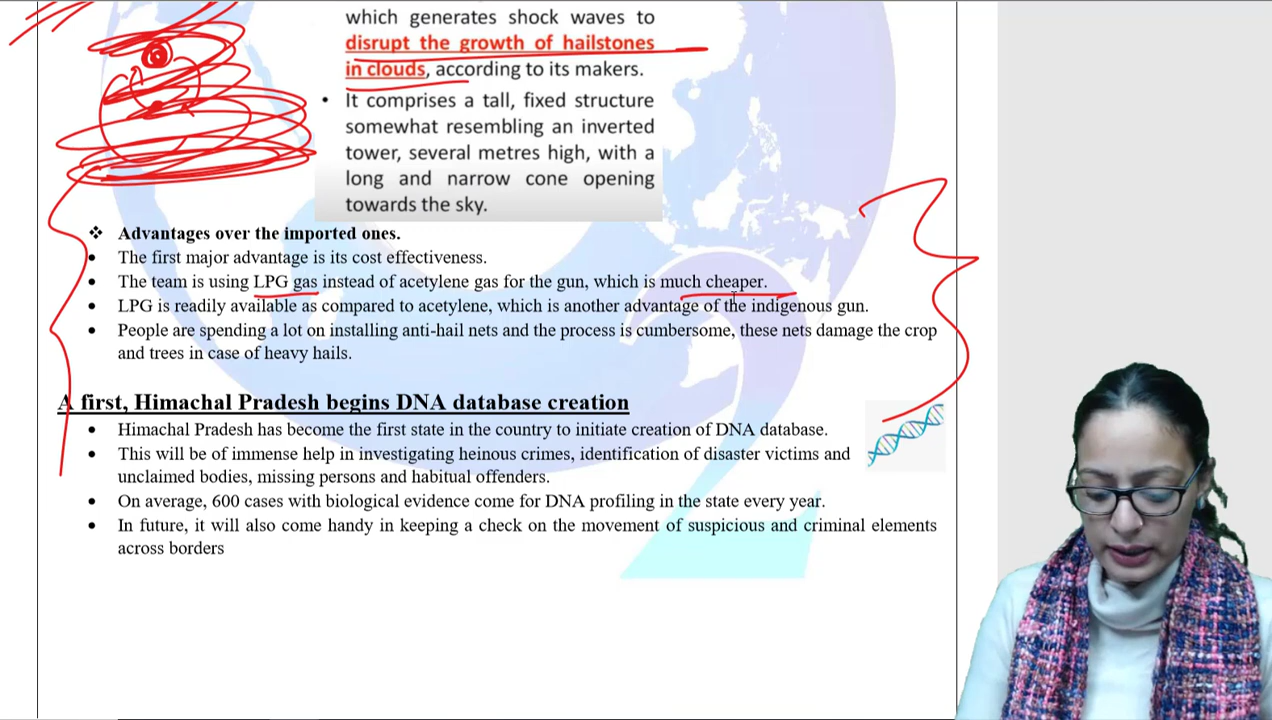 which generates shock waves to
disrupt the growth of hailstones
in clouds, according to its makers.
• It comprises a tall, fixed structure
somewhat resembling an inverted
tower, several metres high, with a
long and narrow cone opening
towards the sky.
❖ Advantages over the imported ones.
• The first major advantage is its cost effectiveness.
• The team is using LPG gas instead of acetylene gas for the gun, which is much cheaper.
• LPG is readily available as compared to acetylene, which is another advantage of the indigenous gun.
• People are spending a lot on installing anti-hail nets and the process is cumbersome, these nets damage the crop
and trees in case of heavy hails.
A first, Himachal Pradesh begins DNA database creation
• Himachal Pradesh has become the first state in the country to initiate creation of DNA database.
• This will be of immense help in investigating heinous crimes, identification of disaster victims and
unclaimed bodies, missing persons and habitual offenders.
• On average, 600 cases with biological evidence come for DNA profiling in the state every year.
• In future, it will also come handy in keeping a check on the movement of suspicious and criminal elements
across borders